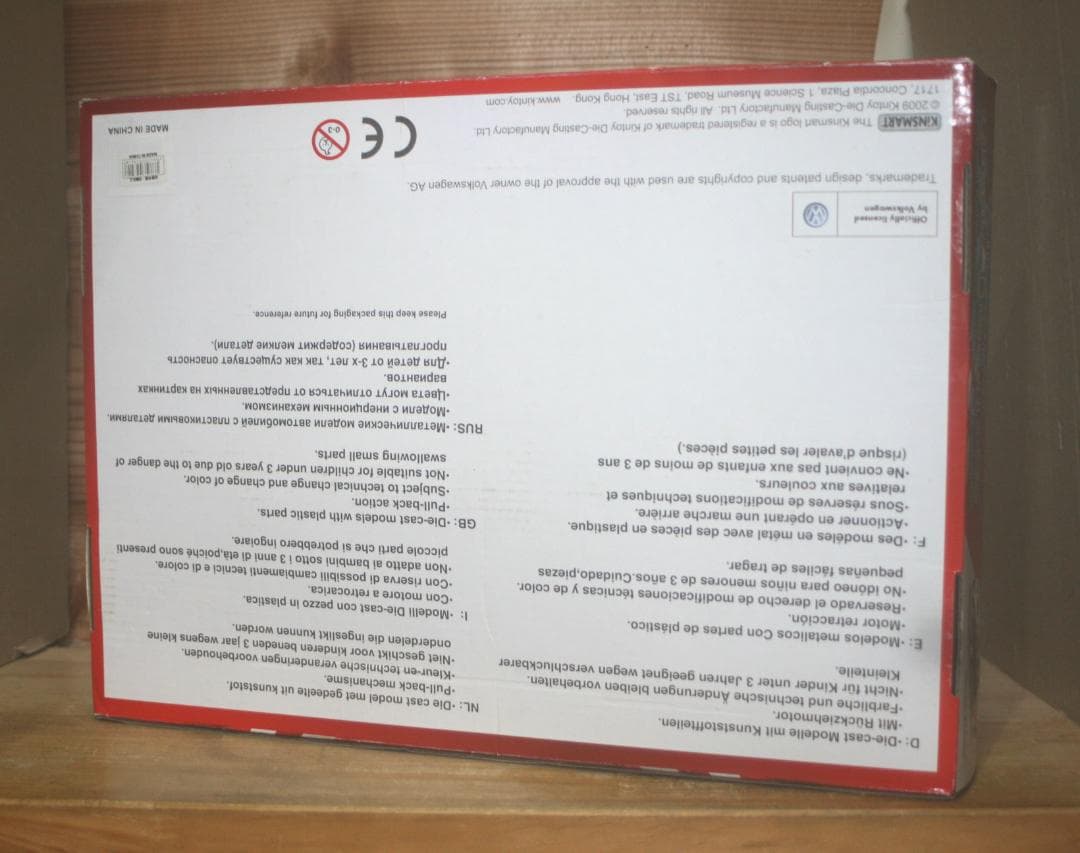 D: •Die-cast Modelle mit Kunststoffteilen.
•Mit Rückziehmotor.
•Farbliche und technische Änderungen bleiben vorbehalten.
•Nicht für Kinder unter 3 Jahren geeignet wegen verschluckbarer
Kleinteile.
E: •Modelos metalicos Con partes de plástico.
•Motor retracción.
•Reservado el derecho de modificaciones técnicas y de color.
•No idóneo para niños menores de 3 años.Cuidado,piezas
pequeñas fáciles de tragar.
F: •Des modéles en métal avec des piéces en plastique.
•Actionner en opérant une marche arrière.
•Sous réserves de modifications techniques et
relatives aux couleurs.
•Ne convient pas aux enfants de moins de 3 ans
(risque d'avaler les petites piéces.)
NL: •Die cast model met gedeelte uit kunstof.
•Pull-back mechanisme.
•Kleur-en technische veranderingen voorbehouden.
•Niet geschikt voor kinderen beneden 3 jaar wegens kleine
onderdelen die ingeslikt kunnen worden.
I: •Modelli Die-cast con pezzo in plastica.
•Con motore a retrocarica.
•Con riserva di possibili cambiamenti tecnici e di colore.
•Non adatto ai bambini sotto i 3 anni di età,poiché sono presenti
piccole parti che si potrebbero ingoiare.
GB: •Die-cast models with plastic parts.
•Pull-back action.
•Subject to technical change and change of color.
•Not suitable for children under 3 years old due to the danger of
swallowing small parts.
RUS: •Металлические модели автомобилей с пластиковыми деталями.
•Модели с инерционным механизмом.
•Цвета могут отличаться от представленных на картинках
вариантов.
•Для детей от 3-х лет, так как существует опасность
проглатывания (содержит мелкие детали).
Please keep this packaging for future reference.
Officially licensed
by Volkswagen
Trademarks, design patents and copyrights are used with the approval of the owner Volkswagen AG.
KiNSMART The Kinsmart logo is a registered trademark of Kintoy Die-Casting Manufactory Ltd.
© 2009 Kintoy Die-Casting Manufactory Ltd. All rights reserved.
1717, Concordia Plaza, 1 Science Museum Road, TST East, Hong Kong. www.kintoy.com
CE
0-3
MADE IN CHINA
MADE IN CHINA